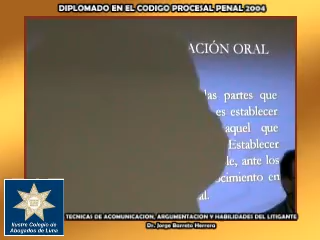 DIPLOMADO EN EL CODIGO PROCESAL PENAL 2004
ACIÓN ORAL
las partes que
es establecer
aquel que
Establecer
le, ante los
ocimiento en
al.
Ilustre Colegio de
Abogados de Lima
TECNICAS DE ACOMUNICACION, ARGUMENTACION Y HABILIDADES DEL LITIGANTE
Dr. Jorge Barreto Herrera